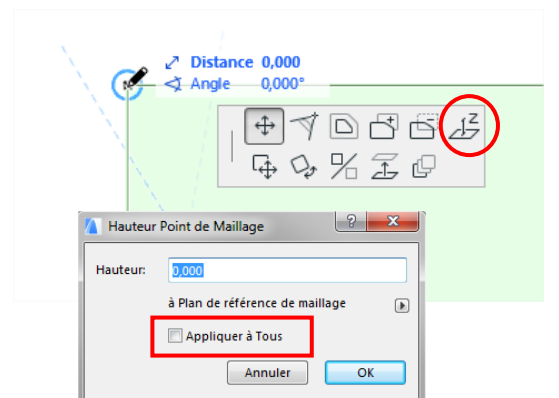 Distance 0,000
Angle 0,000°
Z
Hauteur Point de Maillage
?
Hauteur: 0,000
à Plan de référence de maillage
Appliquer à Tous
Annuler OK